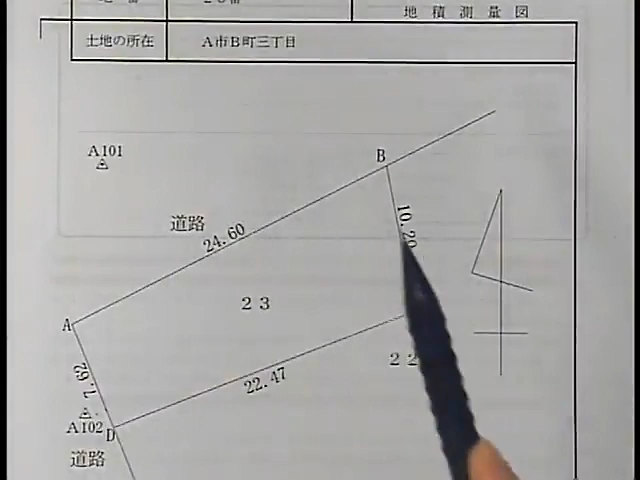 地 積 測 量 図
土地の所在 A市B町三丁目
A101
B
道路
24.60
10.20
23
A
22
7.62
22.47
A102
D
道路